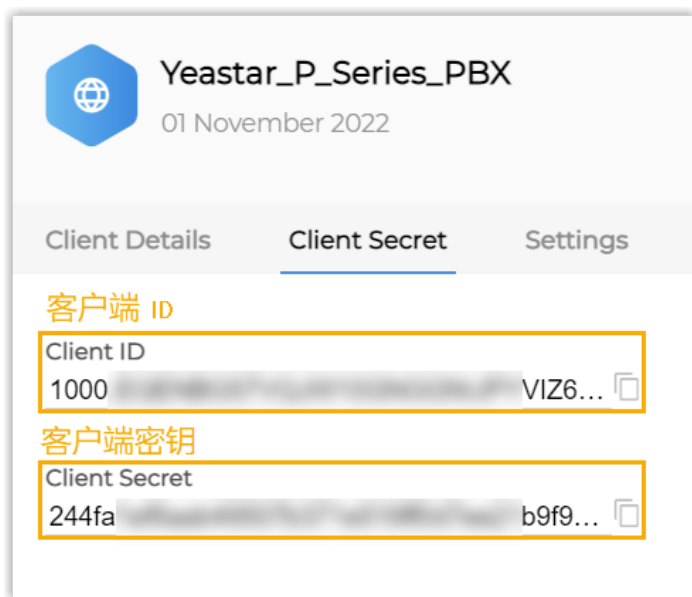 Yeastar_P_Series_PBX
01 November 2022
Client Details Client Secret Settings
客户端 ID
Client ID
1000 VIZ6...
客户端密钥
Client Secret
244fa b9f9...